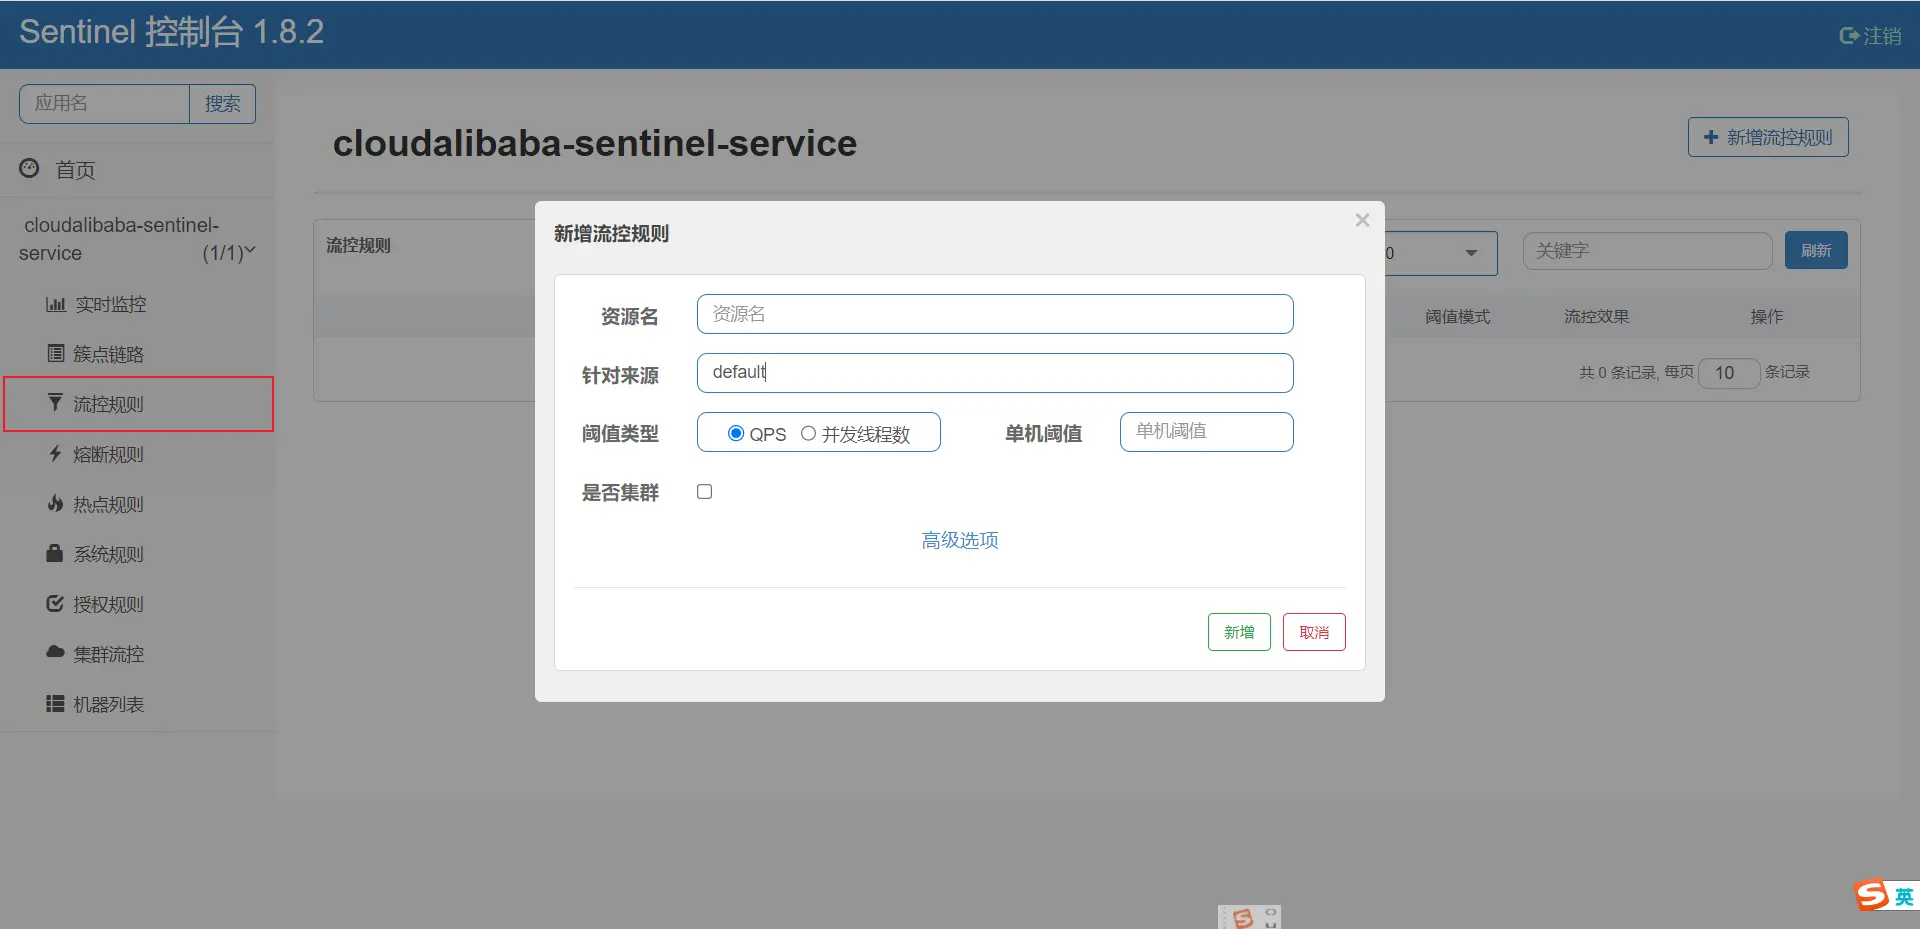 Sentinel 控制台 1.8.2
注销
应用名
搜索
首页
cloudalibaba-sentinel-
service
(1/1)
实时监控
簇点链路
流控规则
熔断规则
热点规则
系统规则
授权规则
集群流控
机器列表
cloudalibaba-sentinel-service
新增流控规则
流控规则
0
关键字
刷新
阈值模式
流控效果
操作
共 0 条记录, 每页 10 条记录
新增流控规则
×
资源名
资源名
针对来源
default
阈值类型
QPS
并发线程数
单机阈值
单机阈值
是否集群
高级选项
新增
取消
英